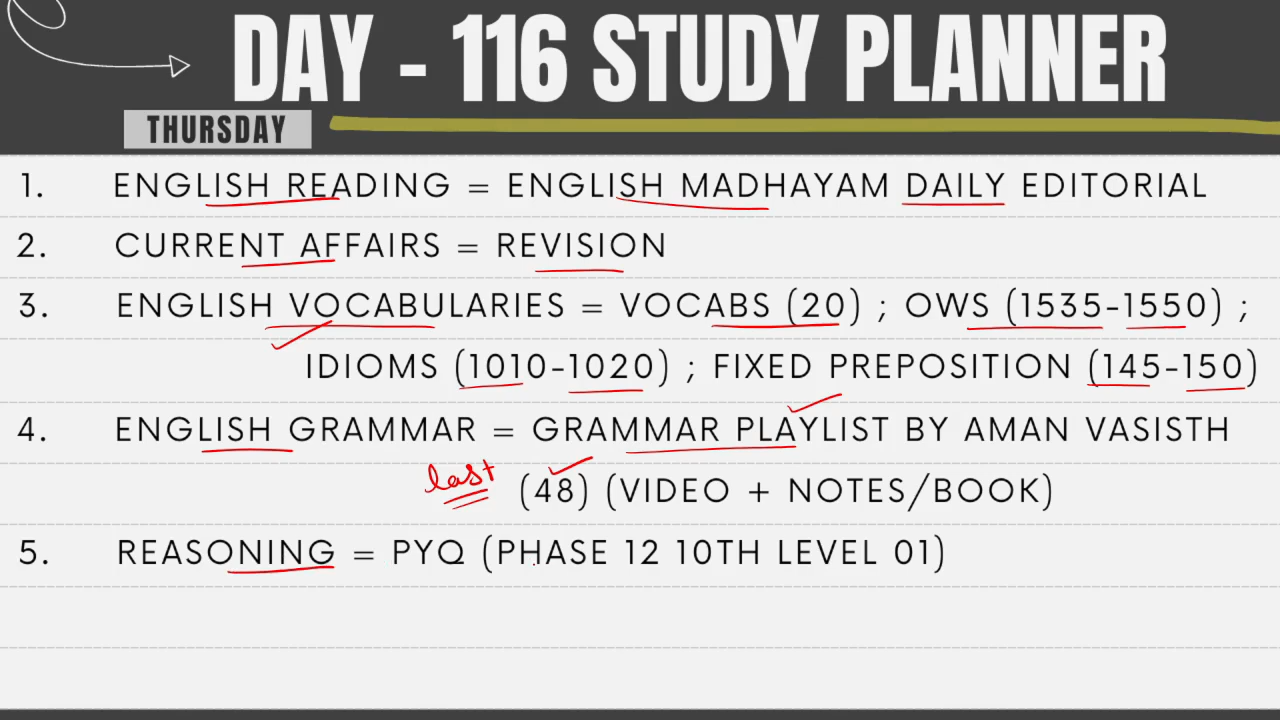 DAY - 116 STUDY PLANNER
THURSDAY
1. ENGLISH READING = ENGLISH MADHAYAM DAILY EDITORIAL
2. CURRENT AFFAIRS = REVISION
3. ENGLISH VOCABULARIES = VOCABS (20) ; OWS (1535-1550) ;
IDIOMS (1010-1020) ; FIXED PREPOSITION (145-150)
4. ENGLISH GRAMMAR = GRAMMAR PLAYLIST BY AMAN VASISTH
last (48) (VIDEO + NOTES/BOOK)
5. REASONING = PYQ (PHASE 12 10TH LEVEL 01)